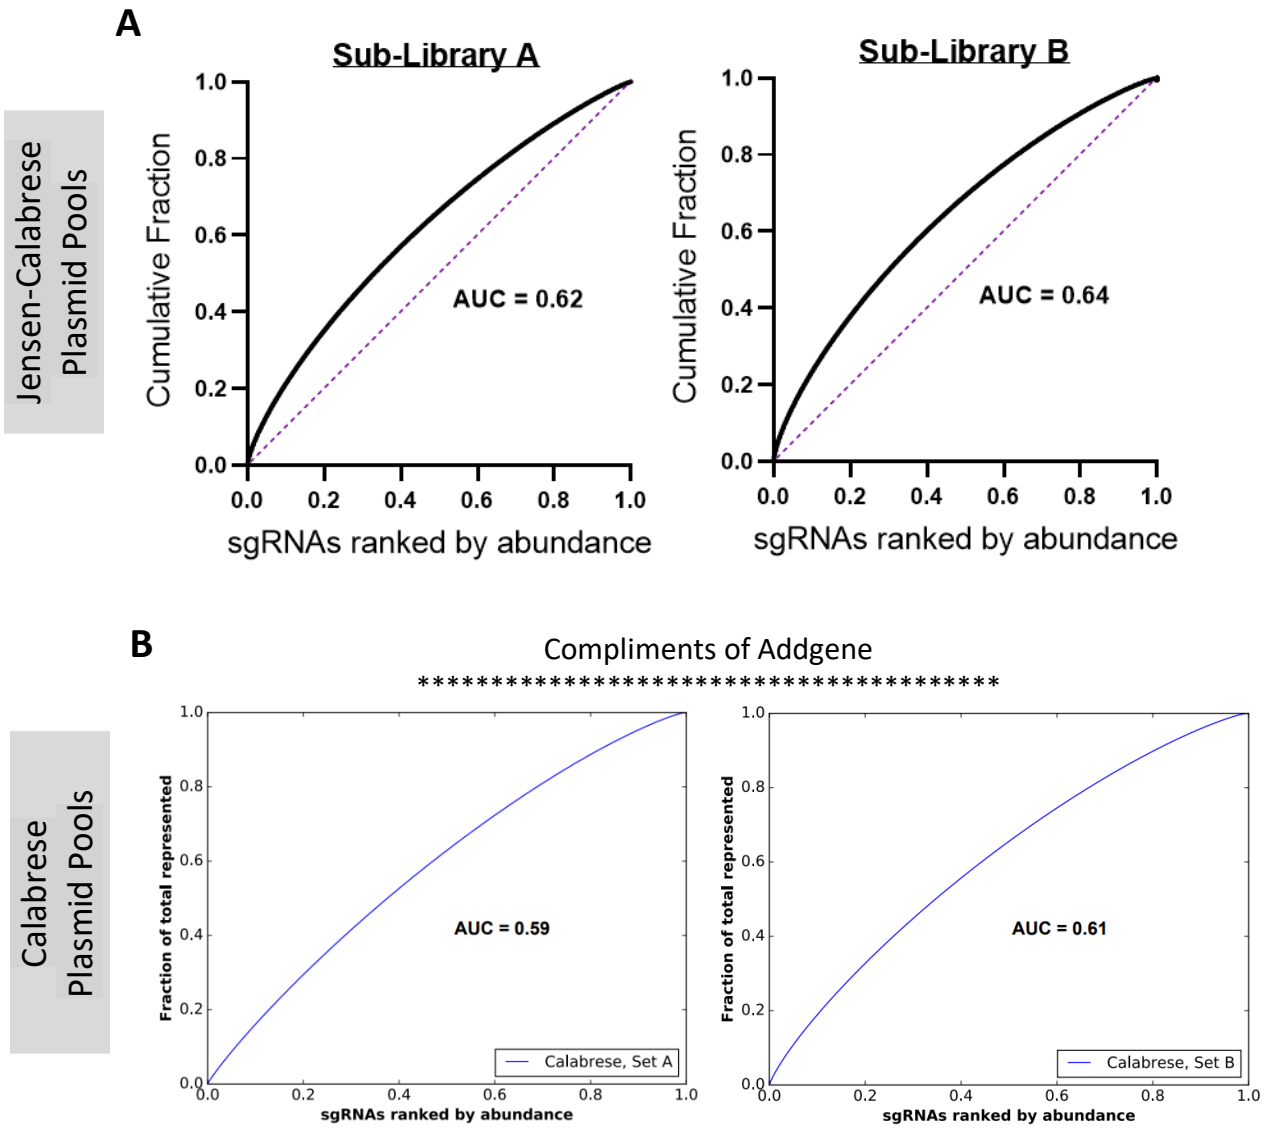 A
Jensen-Calabrese
Plasmid Pools
Sub-Library A
Cumulative Fraction
1.0
0.8
0.6
0.4
0.2
0.0
AUC = 0.62
0.0 0.2 0.4 0.6 0.8 1.0
sgRNAs ranked by abundance
Sub-Library B
Cumulative Fraction
1.0
0.8
0.6
0.4
0.2
0.0
AUC = 0.64
0.0 0.2 0.4 0.6 0.8 1.0
sgRNAs ranked by abundance
B
Compliments of Addgene
****************************************
Calabrese
Plasmid Pools
Fraction of total represented
1.0
0.8
0.6
0.4
0.2
0.0
AUC = 0.59
Calabrese, Set A
0.0 0.2 0.4 0.6 0.8 1.0
sgRNAs ranked by abundance
Fraction of total represented
1.0
0.8
0.6
0.4
0.2
0.0
AUC = 0.61
Calabrese, Set B
0.0 0.2 0.4 0.6 0.8 1.0
sgRNAs ranked by abundance